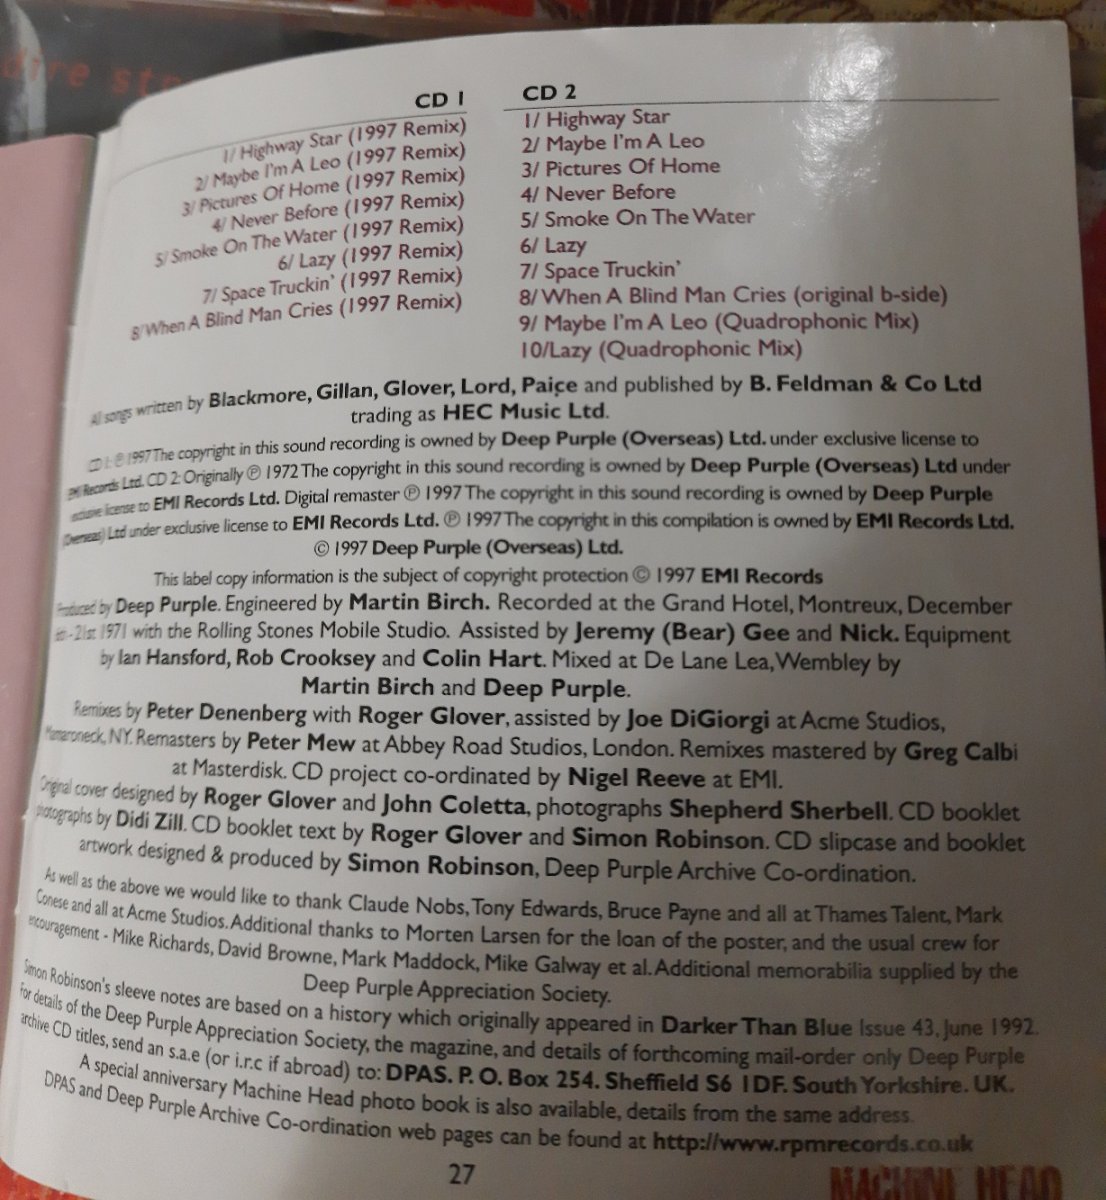 dire st
CD 1
1/ Highway Star (1997 Remix)
2/ Maybe I'm A Leo (1997 Remix)
3/ Pictures Of Home (1997 Remix)
4/ Never Before (1997 Remix)
5/ Smoke On The Water (1997 Remix)
6/ Lazy (1997 Remix)
7/ Space Truckin' (1997 Remix)
8/ When A Blind Man Cries (1997 Remix)
CD 2
1/ Highway Star
2/ Maybe I'm A Leo
3/ Pictures Of Home
4/ Never Before
5/ Smoke On The Water
6/ Lazy
7/ Space Truckin'
8/ When A Blind Man Cries (original b-side)
9/ Maybe I'm A Leo (Quadrophonic Mix)
10/Lazy (Quadrophonic Mix)
All songs written by Blackmore, Gillan, Glover, Lord, Paice and published by B. Feldman & Co Ltd
trading as HEC Music Ltd.
CD 1: ℗ 1997 The copyright in this sound recording is owned by Deep Purple (Overseas) Ltd. under exclusive license to
EMI Records Ltd. CD 2: Originally ℗ 1972 The copyright in this sound recording is owned by Deep Purple (Overseas) Ltd under
exclusive license to EMI Records Ltd. Digital remaster ℗ 1997 The copyright in this sound recording is owned by Deep Purple
(Overseas) Ltd under exclusive license to EMI Records Ltd. ℗ 1997 The copyright in this compilation is owned by EMI Records Ltd.
© 1997 Deep Purple (Overseas) Ltd.
This label copy information is the subject of copyright protection © 1997 EMI Records
Produced by Deep Purple. Engineered by Martin Birch. Recorded at the Grand Hotel, Montreux, December
- 21st 1971 with the Rolling Stones Mobile Studio. Assisted by Jeremy (Bear) Gee and Nick. Equipment
by Ian Hansford, Rob Crooksey and Colin Hart. Mixed at De Lane Lea, Wembley by
Martin Birch and Deep Purple.
Remixes by Peter Denenberg with Roger Glover, assisted by Joe DiGiorgi at Acme Studios,
Mamaroneck, NY. Remasters by Peter Mew at Abbey Road Studios, London. Remixes mastered by Greg Calbi
at Masterdisk. CD project co-ordinated by Nigel Reeve at EMI.
Original cover designed by Roger Glover and John Coletta, photographs Shepherd Sherbell. CD booklet
photographs by Didi Zill. CD booklet text by Roger Glover and Simon Robinson. CD slipcase and booklet
artwork designed & produced by Simon Robinson, Deep Purple Archive Co-ordination.
As well as the above we would like to thank Claude Nobs, Tony Edwards, Bruce Payne and all at Thames Talent, Mark
Conese and all at Acme Studios. Additional thanks to Morten Larsen for the loan of the poster, and the usual crew for
encouragement - Mike Richards, David Browne, Mark Maddock, Mike Galway et al. Additional memorabilia supplied by the
Deep Purple Appreciation Society.
Simon Robinson's sleeve notes are based on a history which originally appeared in Darker Than Blue Issue 43, June 1992.
For details of the Deep Purple Appreciation Society, the magazine, and details of forthcoming mail-order only Deep Purple
archive CD titles, send an s.a.e (or i.r.c if abroad) to: DPAS. P. O. Box 254. Sheffield S6 1DF. South Yorkshire. UK.
A special anniversary Machine Head photo book is also available, details from the same address.
DPAS and Deep Purple Archive Co-ordination web pages can be found at http://www.rpmrecords.co.uk
27
MACHINE HEAD